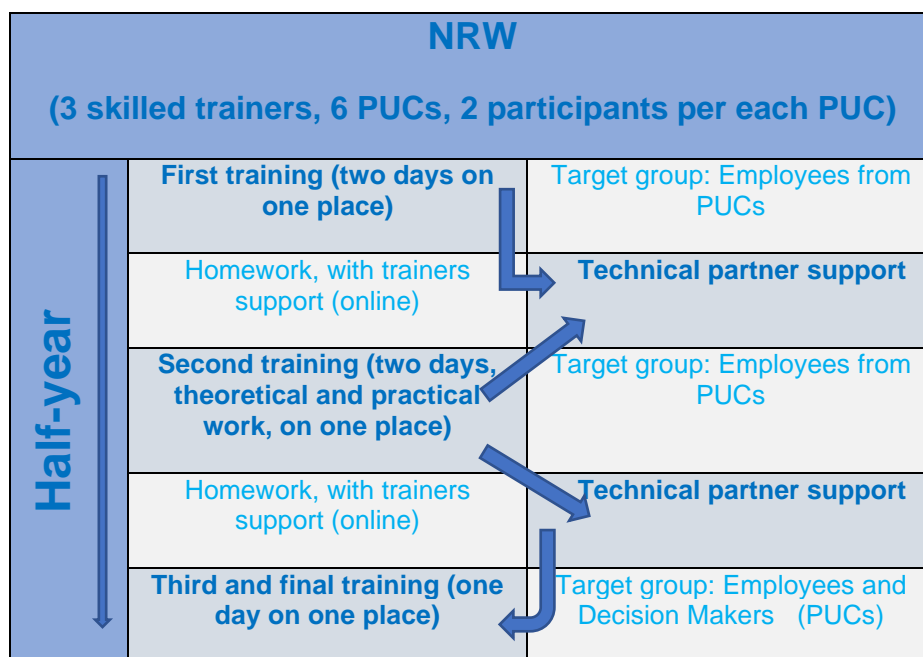 NRW
(3 skilled trainers, 6 PUCs, 2 participants per each PUC)
Half-year
First training (two days on
one place)
Target group: Employees from
PUCs
Homework, with trainers
support (online)
Technical partner support
Second training (two days,
theoretical and practical
work, on one place)
Target group: Employees from
PUCs
Homework, with trainers
support (online)
Technical partner support
Third and final training (one
day on one place)
Target group: Employees and
Decision Makers (PUCs)